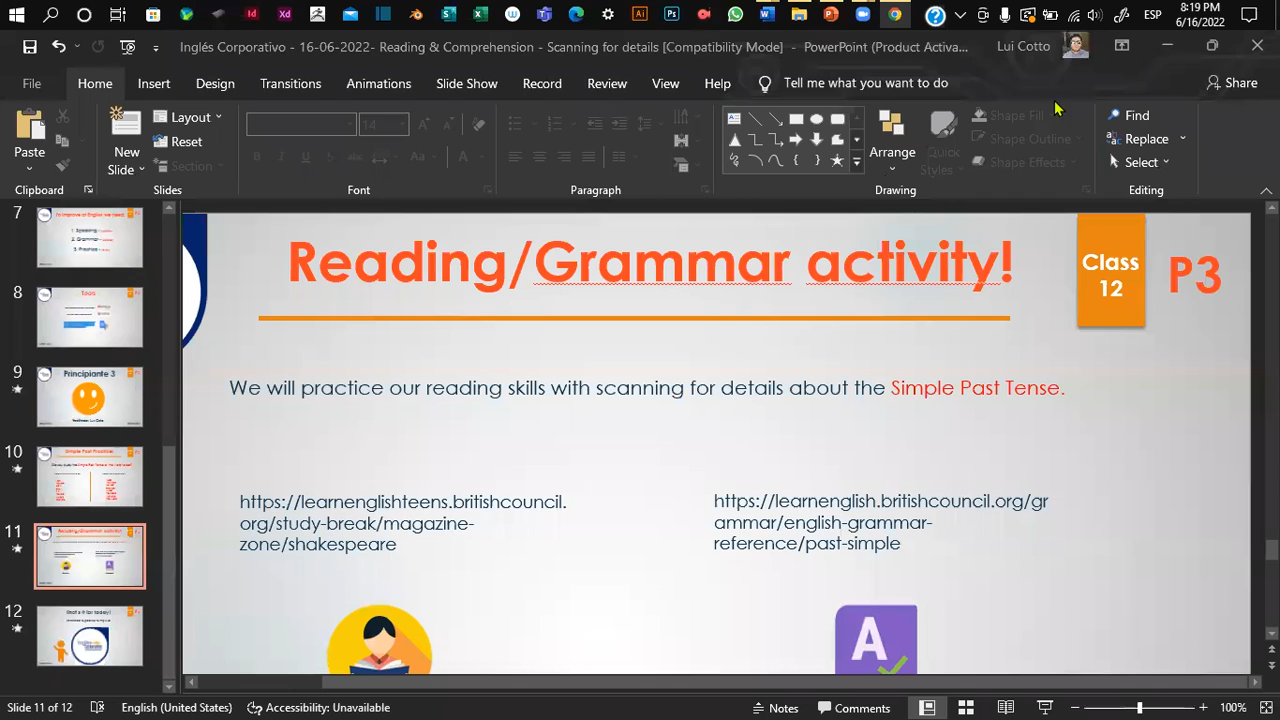 8:19 PM
ESP
6/16/2022
Inglés Corporativo - 16-06-2022- Reading & Comprehension - Scanning for details [Compatibility Mode] - PowerPoint (Product Activa...
Lui Cotto
File
Home
Insert
Design
Transitions
Animations
Slide Show
Record
Review
View
Help
Tell me what you want to do
Share
Paste
New
Slide
Layout
Reset
Section
14
Arrange
Quick
Styles
Shape Fill
Shape Outline
Shape Effects
Find
Replace
Select
Clipboard
Slides
Font
Paragraph
Drawing
Editing
7
8
9
Principiante 3
10
11
12
Reading/Grammar activity!
Class
12
P3
We will practice our reading skills with scanning for details about the Simple Past Tense.
https://learnenglishteens.britishcouncil.
org/study-break/magazine-
zone/shakespeare
https://learnenglish.britishcouncil.org/gr
ammar/english-grammar-
reference/past-simple
A
Slide 11 of 12
English (United States)
Accessibility: Unavailable
Notes
Comments
100%